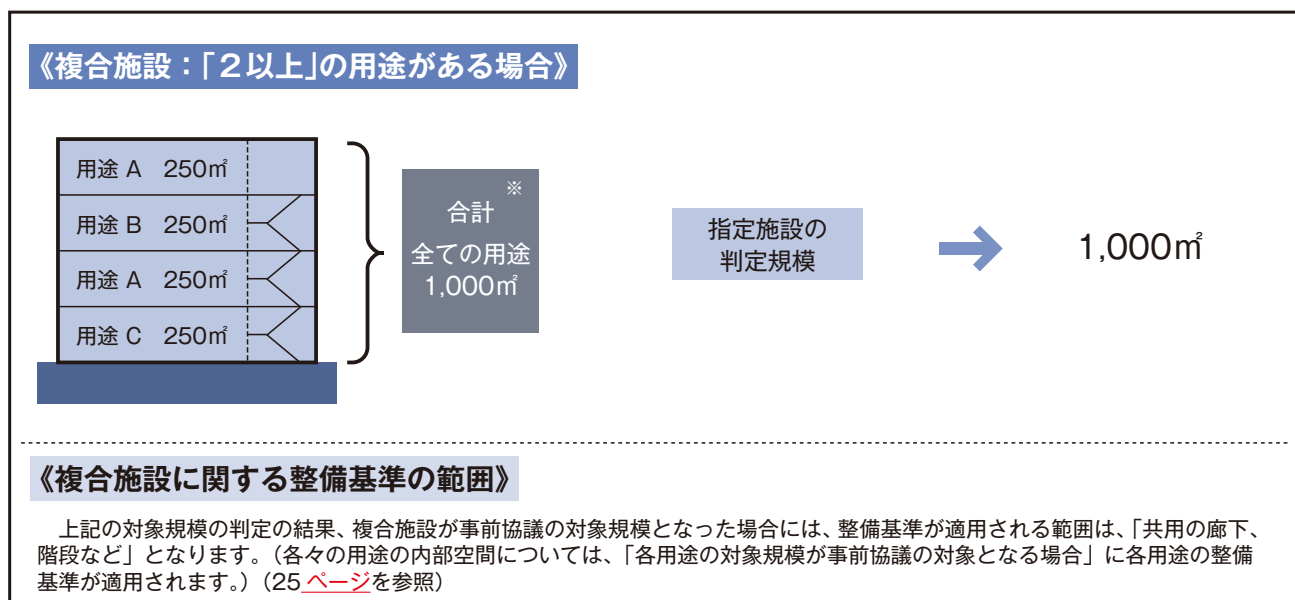 《複合施設:「2以上」の用途がある場合》
用途 A 250㎡
用途 B 250㎡
用途 A 250㎡
用途 C 250㎡
※
合計
全ての用途
1,000㎡
指定施設の
判定規模
1,000㎡
《複合施設に関する整備基準の範囲》
上記の対象規模の判定の結果、複合施設が事前協議の対象規模となった場合には、整備基準が適用される範囲は、「共用の廊下、
階段など」となります。(各々の用途の内部空間については、「各用途の対象規模が事前協議の対象となる場合」に各用途の整備
基準が適用されます。)(25 ページを参照)